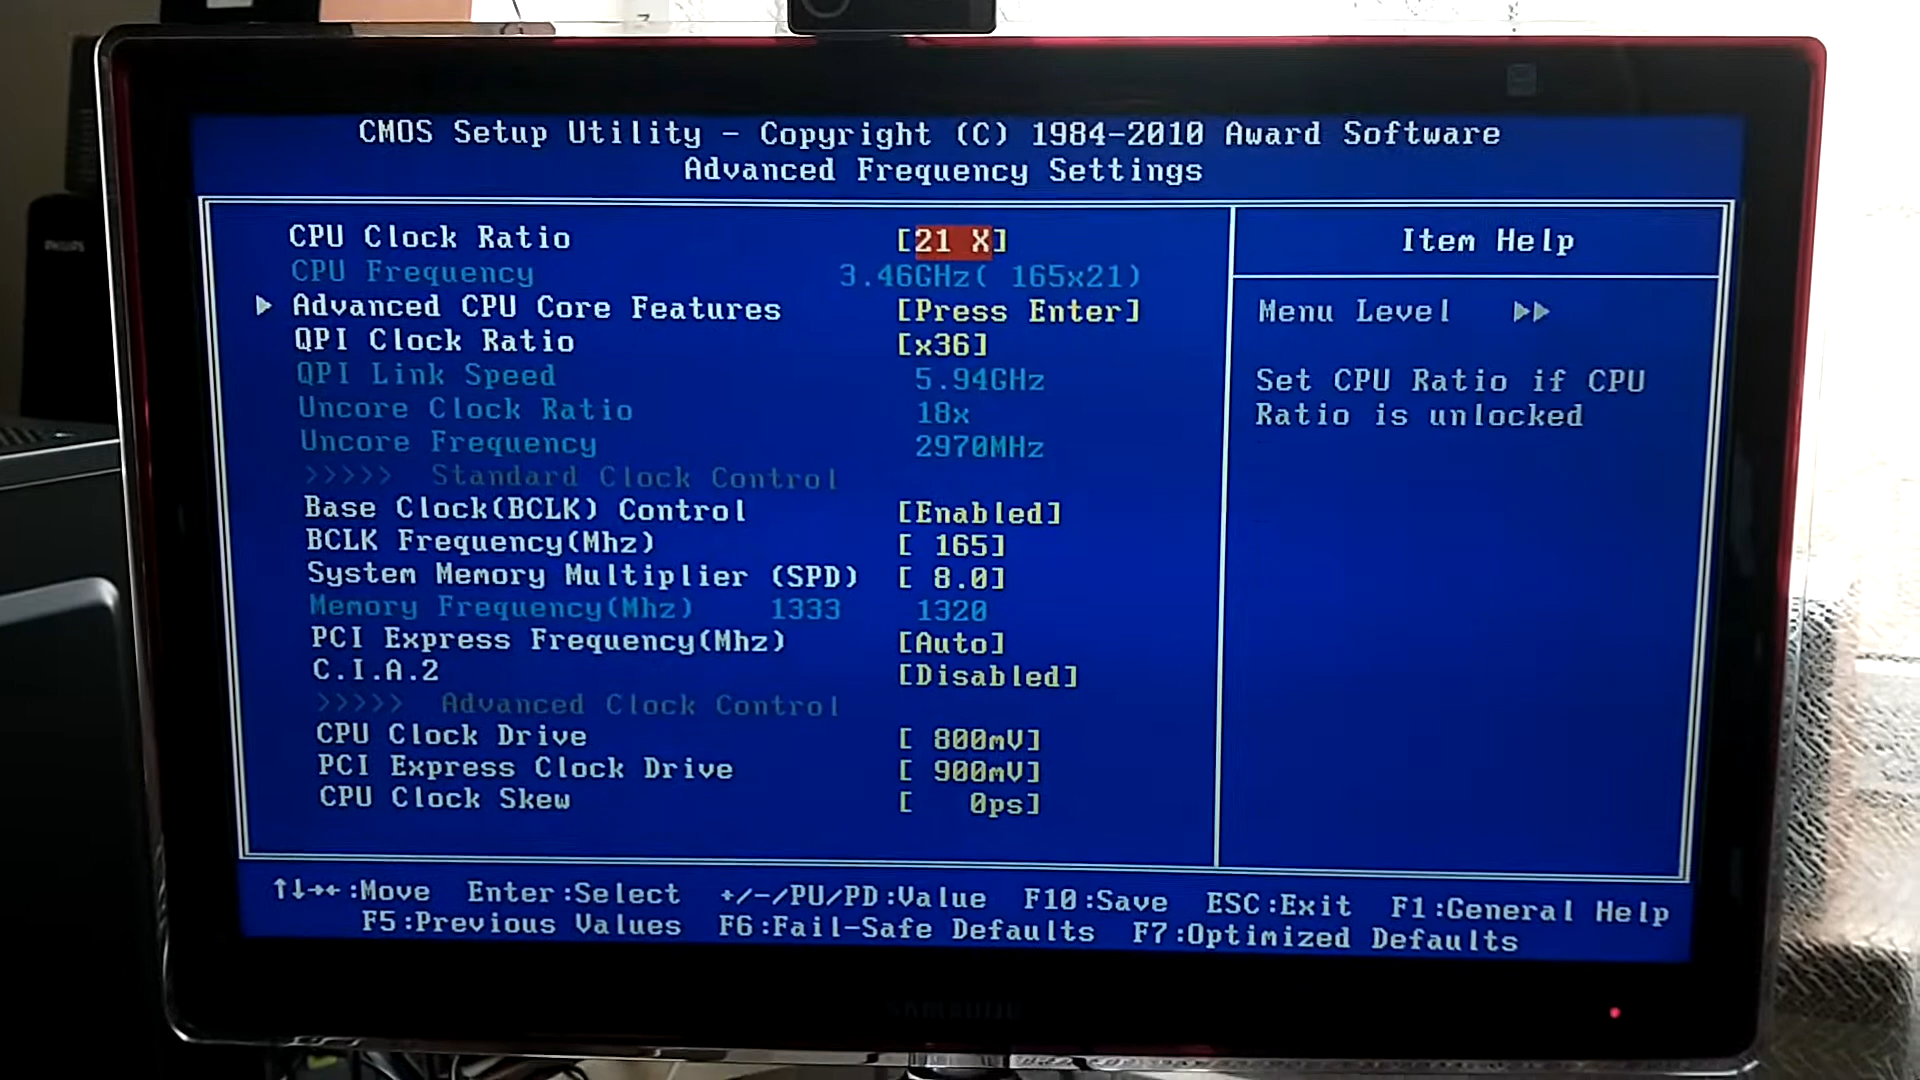 CMOS Setup Utility - Copyright (C) 1984-2010 Award Software
Advanced Frequency Settings
CPU Clock Ratio [21 X]
CPU Frequency 3.46GHz( 165x21)
Advanced CPU Core Features [Press Enter]
QPI Clock Ratio [x36]
QPI Link Speed 5.94GHz
Uncore Clock Ratio 18x
Uncore Frequency 2970MHz
>>>>> Standard Clock Control
Base Clock(BCLK) Control [Enabled]
BCLK Frequency(Mhz) [ 165]
System Memory Multiplier (SPD) [ 8.0]
Memory Frequency(Mhz) 1333 1320
PCI Express Frequency(Mhz) [Auto]
C.I.A.2 [Disabled]
>>>>> Advanced Clock Control
CPU Clock Drive [ 800mV]
PCI Express Clock Drive [ 900mV]
CPU Clock Skew [ 0ps]
Item Help
Menu Level ▶▶
Set CPU Ratio if CPU
Ratio is unlocked
↑↓→←:Move Enter:Select +/-/PU/PD:Value F10:Save ESC:Exit F1:General Help
F5:Previous Values F6:Fail-Safe Defaults F7:Optimized Defaults
SAMSUNG
PHILIPS